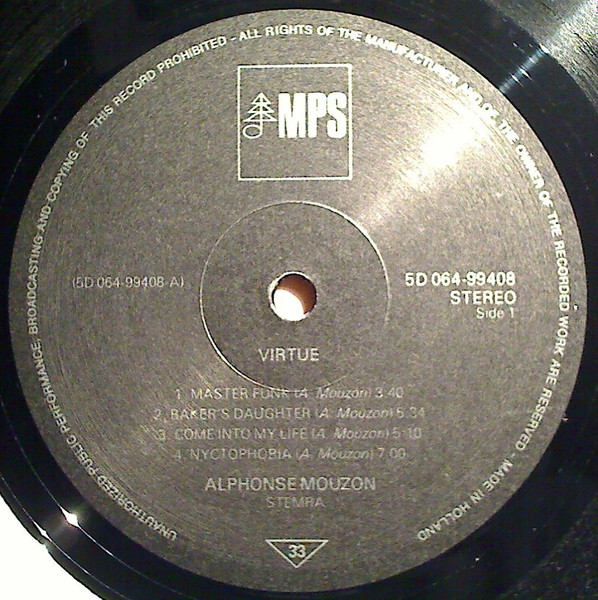 UNAUTHORIZED PUBLIC PERFORMANCE, BROADCASTING AND COPYING OF THIS RECORD PROHIBITED - ALL RIGHTS OF THE MANUFACTURER AND OF THE OWNER OF THE RECORDED WORK ARE RESERVED - MADE IN HOLLAND
MPS
(5D 064-99408-A)
5D 064-99408
STEREO
Side 1
VIRTUE
1. MASTER FUNK (A. Mouzon) 3:40
2. BAKER'S DAUGHTER (A. Mouzon) 5:34
3. COME INTO MY LIFE (A. Mouzon) 5:10
4. NYCTOPHOBIA (A. Mouzon) 7:00
ALPHONSE MOUZON
STEMRA
33